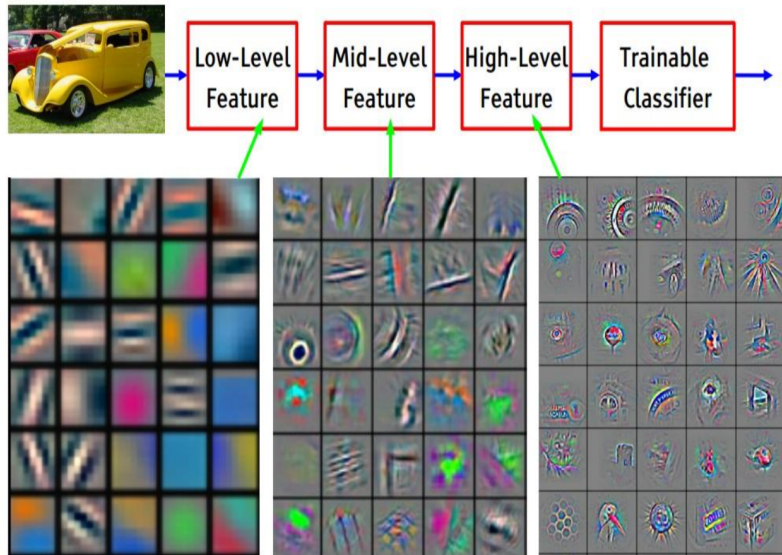 Low-Level
Feature
Mid-Level
Feature
High-Level
Feature
Trainable
Classifier